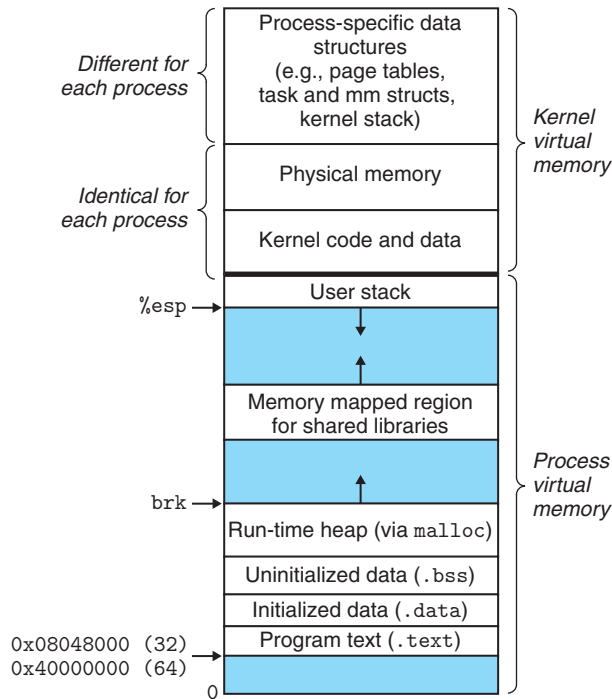 Process-specific data
structures
(e.g., page tables,
task and mm structs,
kernel stack)
Different for
each process
Kernel
virtual
memory
Physical memory
Identical for
each process
Kernel code and data
User stack
%esp
Memory mapped region
for shared libraries
Process
virtual
memory
brk
Run-time heap (via malloc)
Uninitialized data (.bss)
Initialized data (.data)
Program text (.text)
0x08048000 (32)
0x40000000 (64)
0